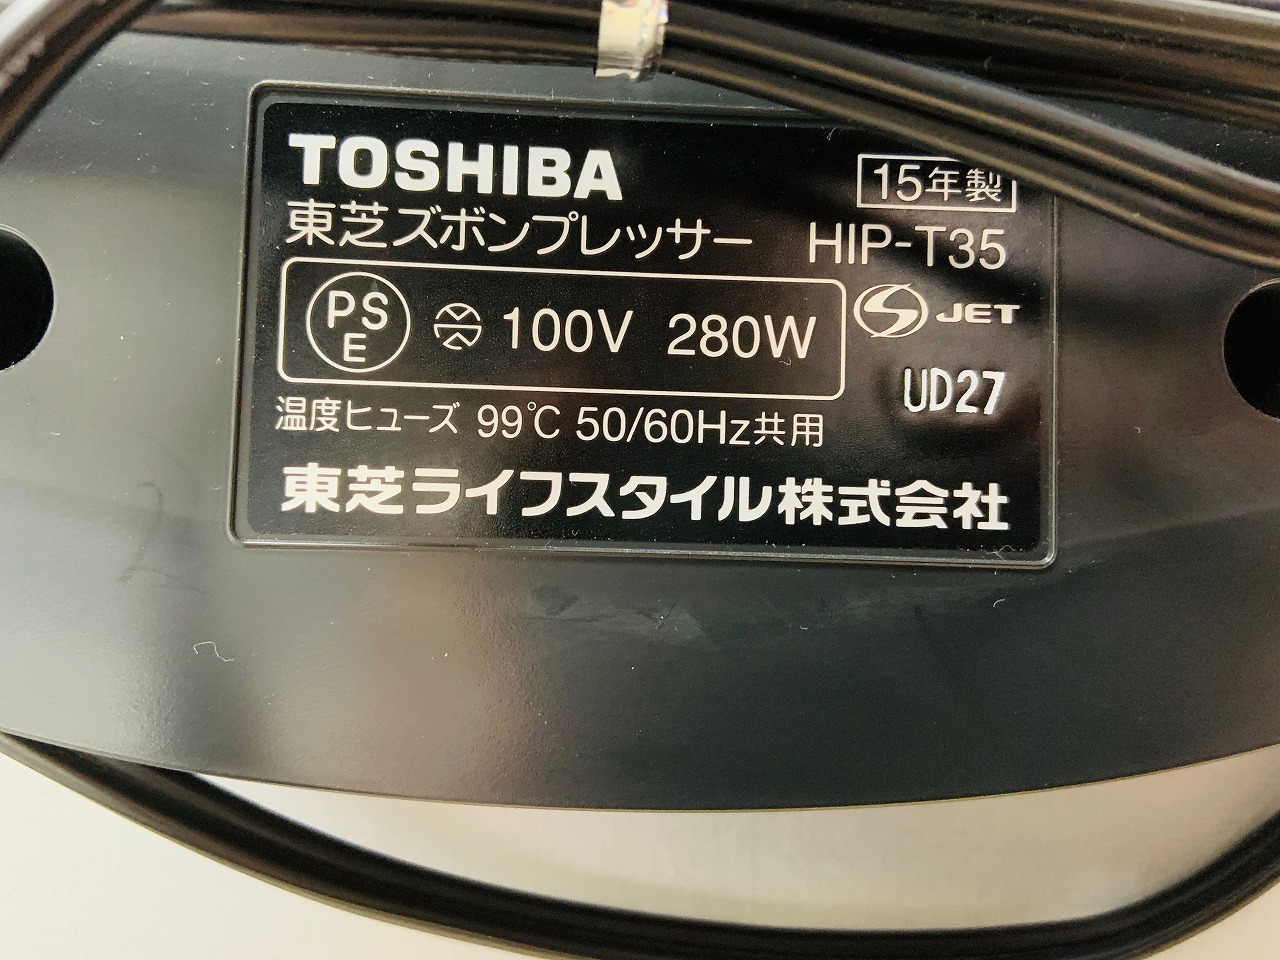 TOSHIBA
15年製
東芝ズボンプレッサー HIP-T35
PS
E
100V 280W
JET
UD27
温度ヒューズ 99℃ 50/60Hz共用
東芝ライフスタイル株式会社